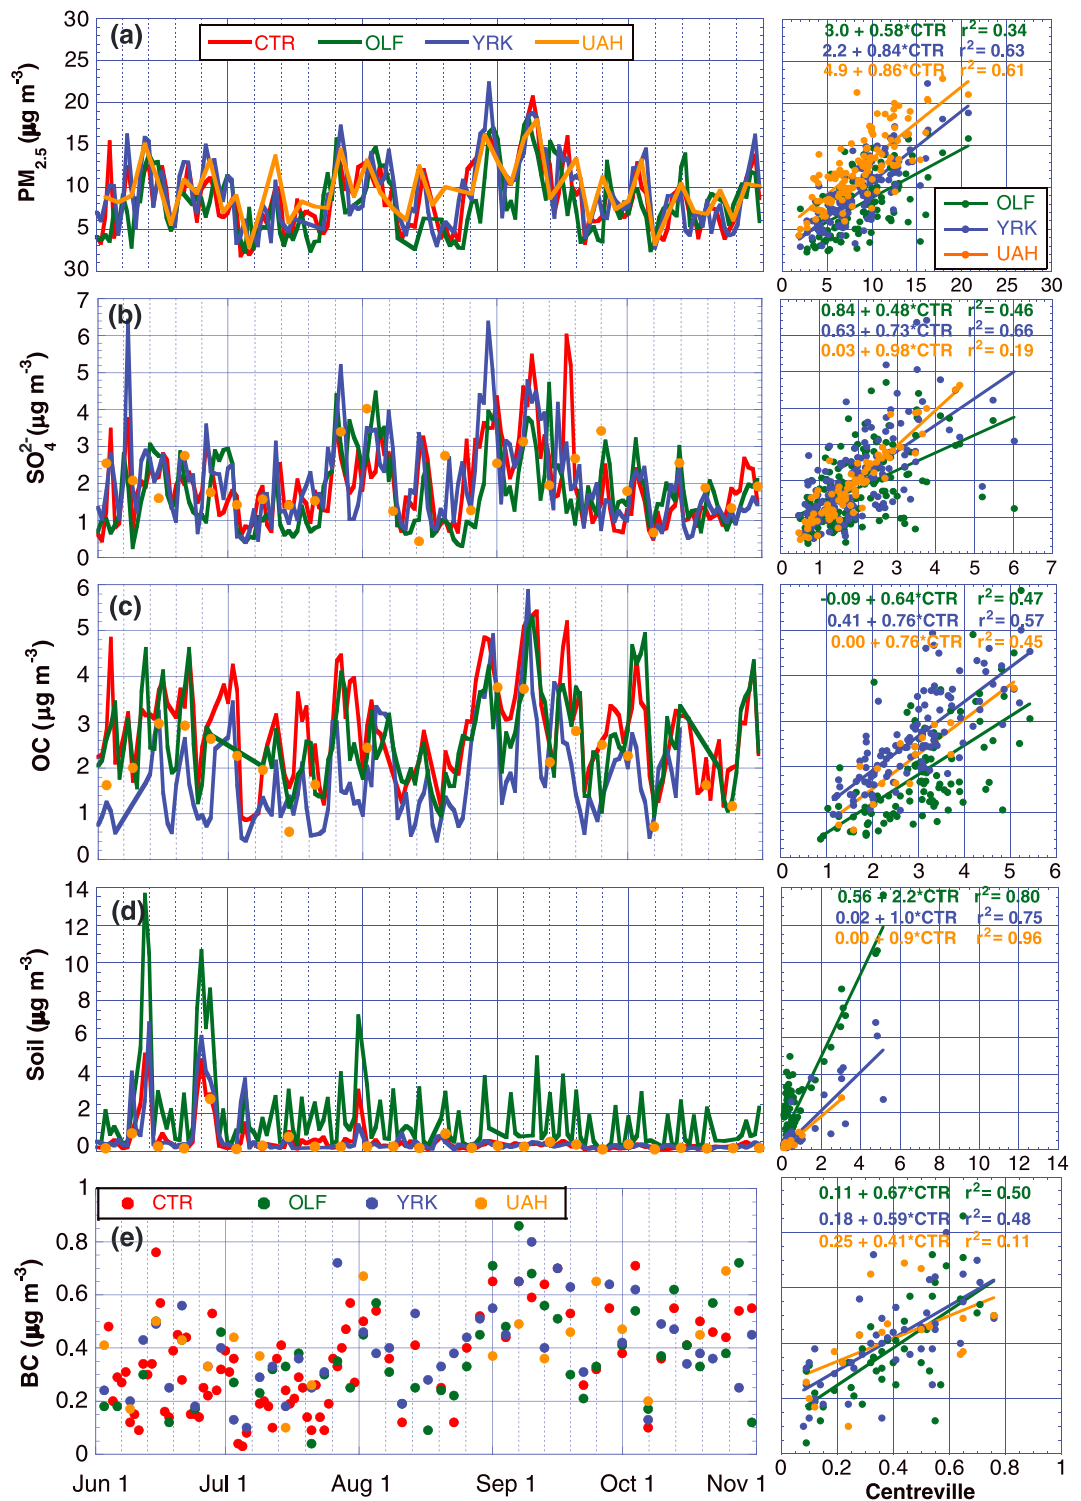 (a)
CTR OLF YRK UAH
30
25
20
15
10
5
30
PM2.5 (µg m-3)
3.0 + 0.58*CTR r2 = 0.34
2.2 + 0.84*CTR r2 = 0.63
4.9 + 0.86*CTR r2 = 0.61
OLF
YRK
UAH
0 5 10 15 20 25 30
(b)
7
6
5
4
3
2
1
0
SO4 2- (µg m-3)
0.84 + 0.48*CTR r2 = 0.46
0.63 + 0.73*CTR r2 = 0.66
0.03 + 0.98*CTR r2 = 0.19
0 1 2 3 4 5 6 7
(c)
6
5
4
3
2
1
0
OC (µg m-3)
-0.09 + 0.64*CTR r2 = 0.47
0.41 + 0.76*CTR r2 = 0.57
0.00 + 0.76*CTR r2 = 0.45
0 1 2 3 4 5 6
(d)
14
12
10
8
6
4
2
0
Soil (µg m-3)
0.56 + 2.2*CTR r2 = 0.80
0.02 + 1.0*CTR r2 = 0.75
0.00 + 0.9*CTR r2 = 0.96
0 2 4 6 8 10 12 14
(e)
CTR OLF YRK UAH
1
0.8
0.6
0.4
0.2
0
BC (µg m-3)
0.11 + 0.67*CTR r2 = 0.50
0.18 + 0.59*CTR r2 = 0.48
0.25 + 0.41*CTR r2 = 0.11
0 0.2 0.4 0.6 0.8 1
Jun 1 Jul 1 Aug 1 Sep 1 Oct 1 Nov 1
Centreville